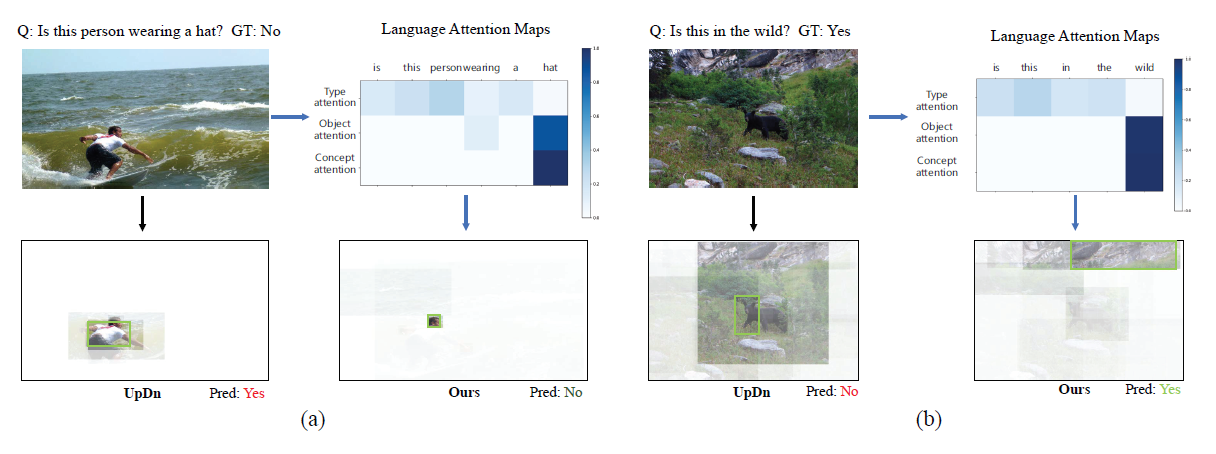 Q: Is this person wearing a hat?  GT: No
Language Attention Maps
is this person wearing a hat
Type attention
Object attention
Concept attention
1.0
0.8
0.6
0.4
0.2
0.0
UpDn Pred: Yes
Ours Pred: No
(a)
Q: Is this in the wild?  GT: Yes
Language Attention Maps
is this in the wild
Type attention
Object attention
Concept attention
1.0
0.8
0.6
0.4
0.2
0.0
UpDn Pred: No
Ours Pred: Yes
(b)